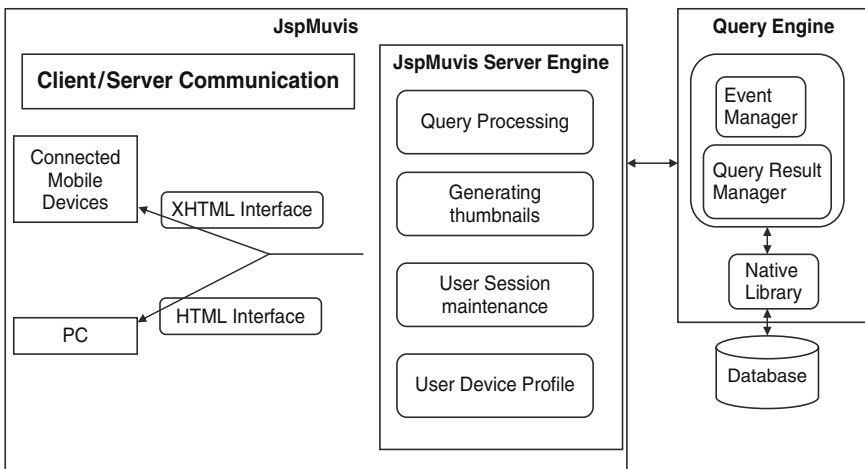 JspMuvis
Client/Server Communication
Connected
Mobile
Devices
XHTML Interface
HTML Interface
PC
JspMuvis Server Engine
Query Processing
Generating
thumbnails
User Session
maintenance
User Device Profile
Query Engine
Event
Manager
Query Result
Manager
Native
Library
Database